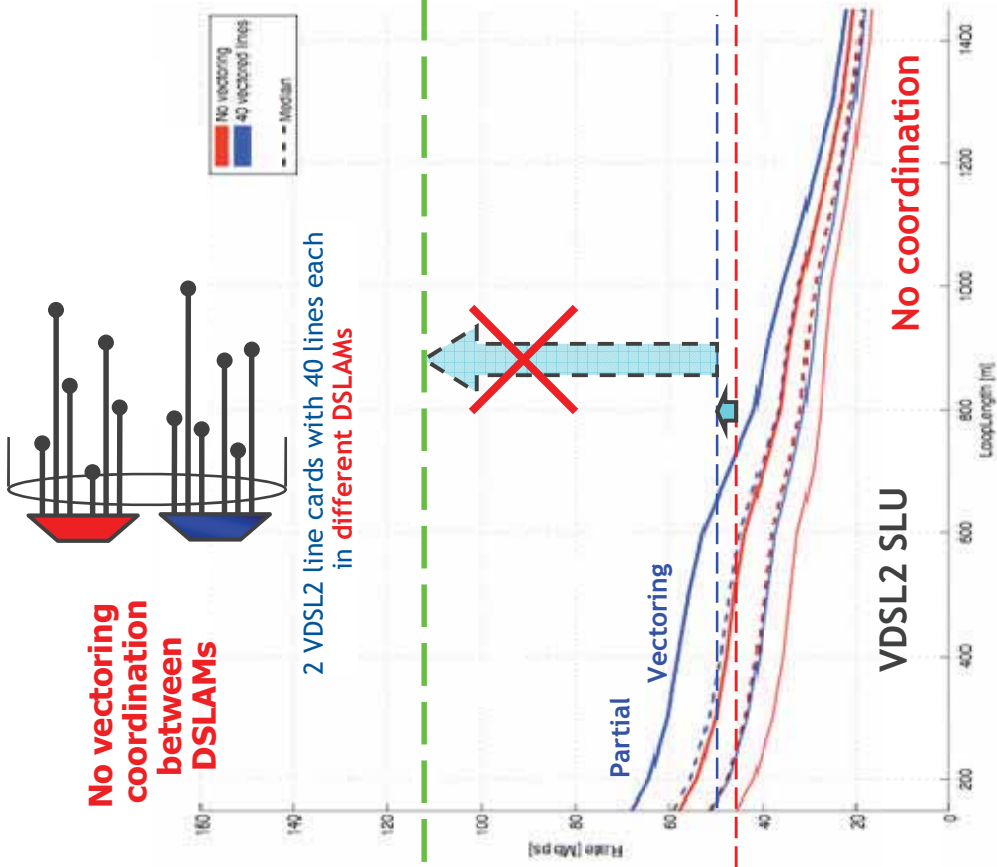 No vectoring
coordination
between
DSLAMs
2 VDSL2 line cards with 40 lines each
in different DSLAMs
No vectoring
40 vectored lines
Median
Partial
Vectoring
VDSL2 SLU
No coordination
160
140
100
80
60
40
20
0
200
400
600
800
1000
1200
1400
LoopLength [m]